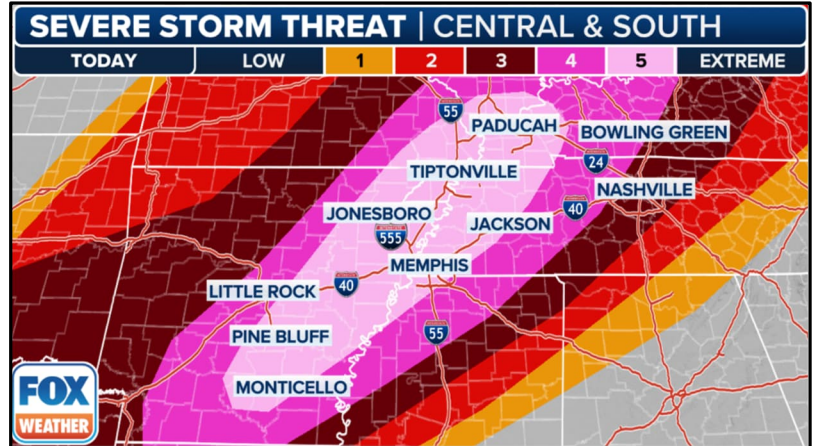 SEVERE STORM THREAT | CENTRAL & SOUTH
TODAY LOW 1 2 3 4 5 EXTREME
55
PADUCAH
BOWLING GREEN
24
TIPTONVILLE
NASHVILLE
JONESBORO
40
JACKSON
555
MEMPHIS
LITTLE ROCK
40
PINE BLUFF
55
MONTICELLO
FOX
WEATHER